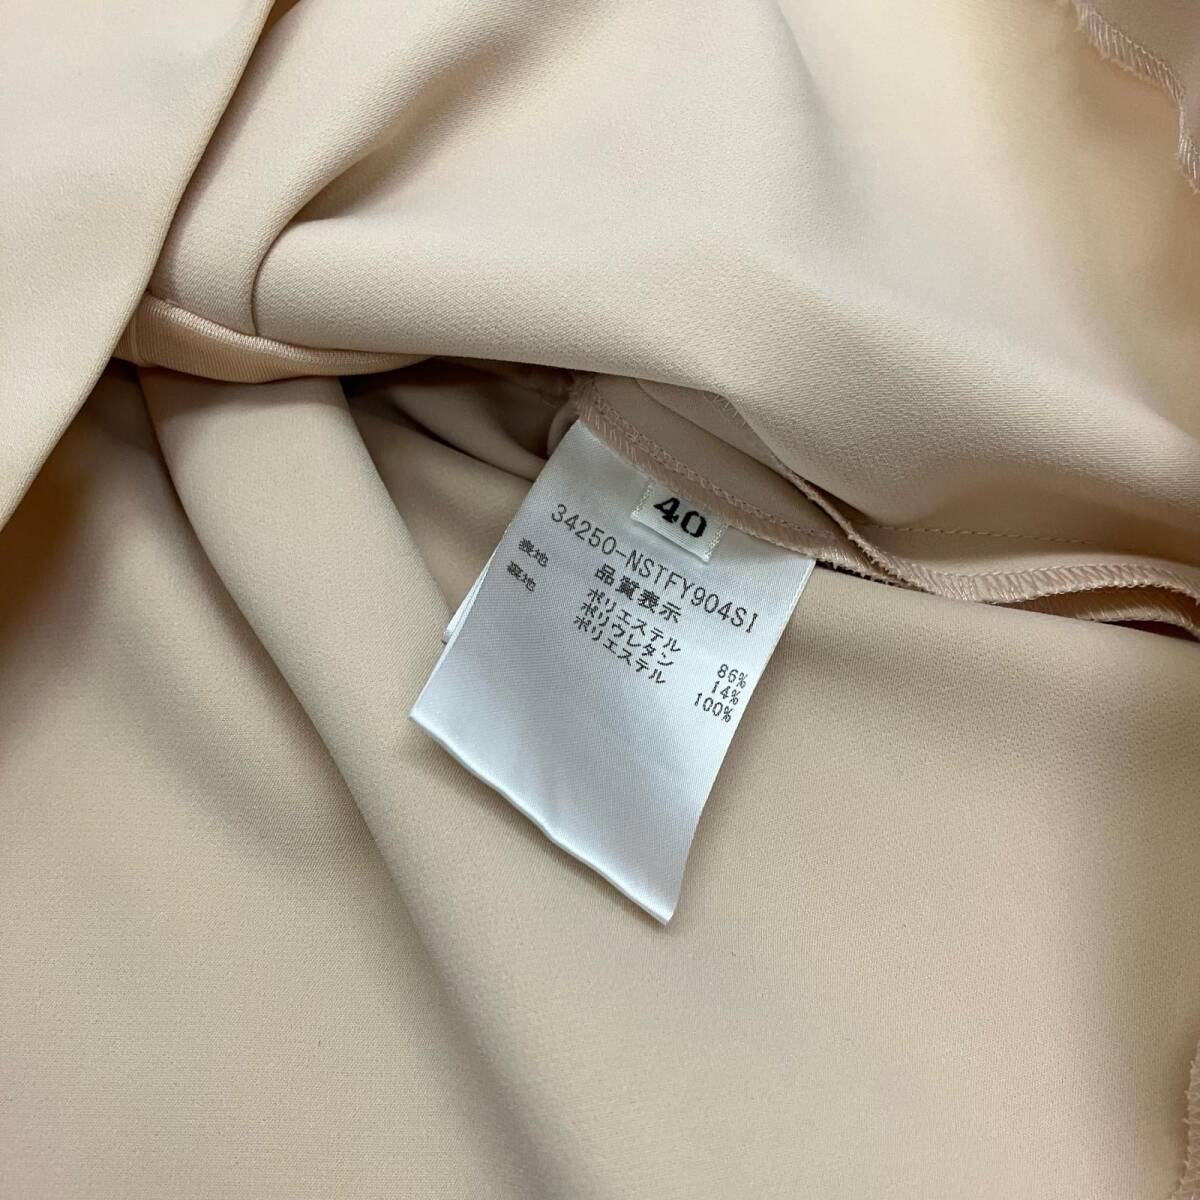 40
34250-NSTFY904SI
品質表示
表地 ポリエステル 86%
ポリウレタン 14%
裏地 ポリエステル 100%